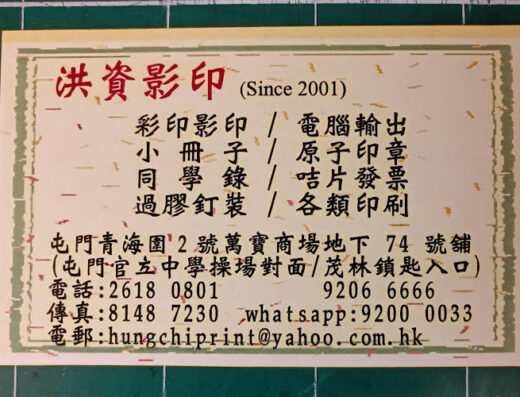 洪資影印 (Since 2001)
彩印影印 / 電腦輸出
小冊子 / 原子印章
同學錄 / 咭片發票
過膠釘裝 / 各類印刷
屯門青海圍2號萬寶商場地下 74 號舖
(屯門官立中學操場對面/茂林鎖匙入口)
電話:2618 0801 9206 6666
傳真:8148 7230 whatsapp:9200 0033
電郵:hungchiprint@yahoo.com.hk